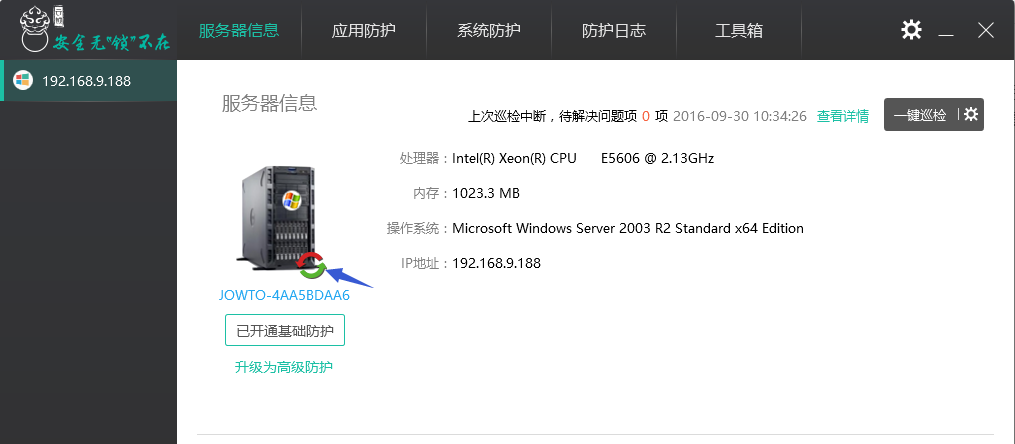 巨锁
安全无"锁"不在
服务器信息 应用防护 系统防护 防护日志 工具箱
192.168.9.188
服务器信息
上次巡检中断，待解决问题项 0 项 2016-09-30 10:34:26 查看详情 一键巡检
处理器：Intel(R) Xeon(R) CPU E5606 @ 2.13GHz
内存：1023.3 MB
操作系统：Microsoft Windows Server 2003 R2 Standard x64 Edition
IP地址：192.168.9.188
JOWTO-4AA5BDAA6
已开通基础防护
升级为高级防护